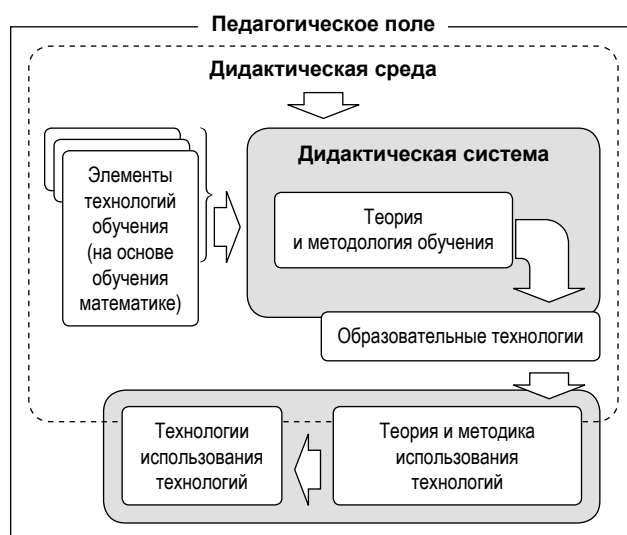 Педагогическое поле
Дидактическая среда
Элементы
технологий
обучения
(на основе
обучения
математике)
Дидактическая система
Теория
и методология обучения
Образовательные технологии
Технологии
использования
технологий
Теория и методика
использования
технологий